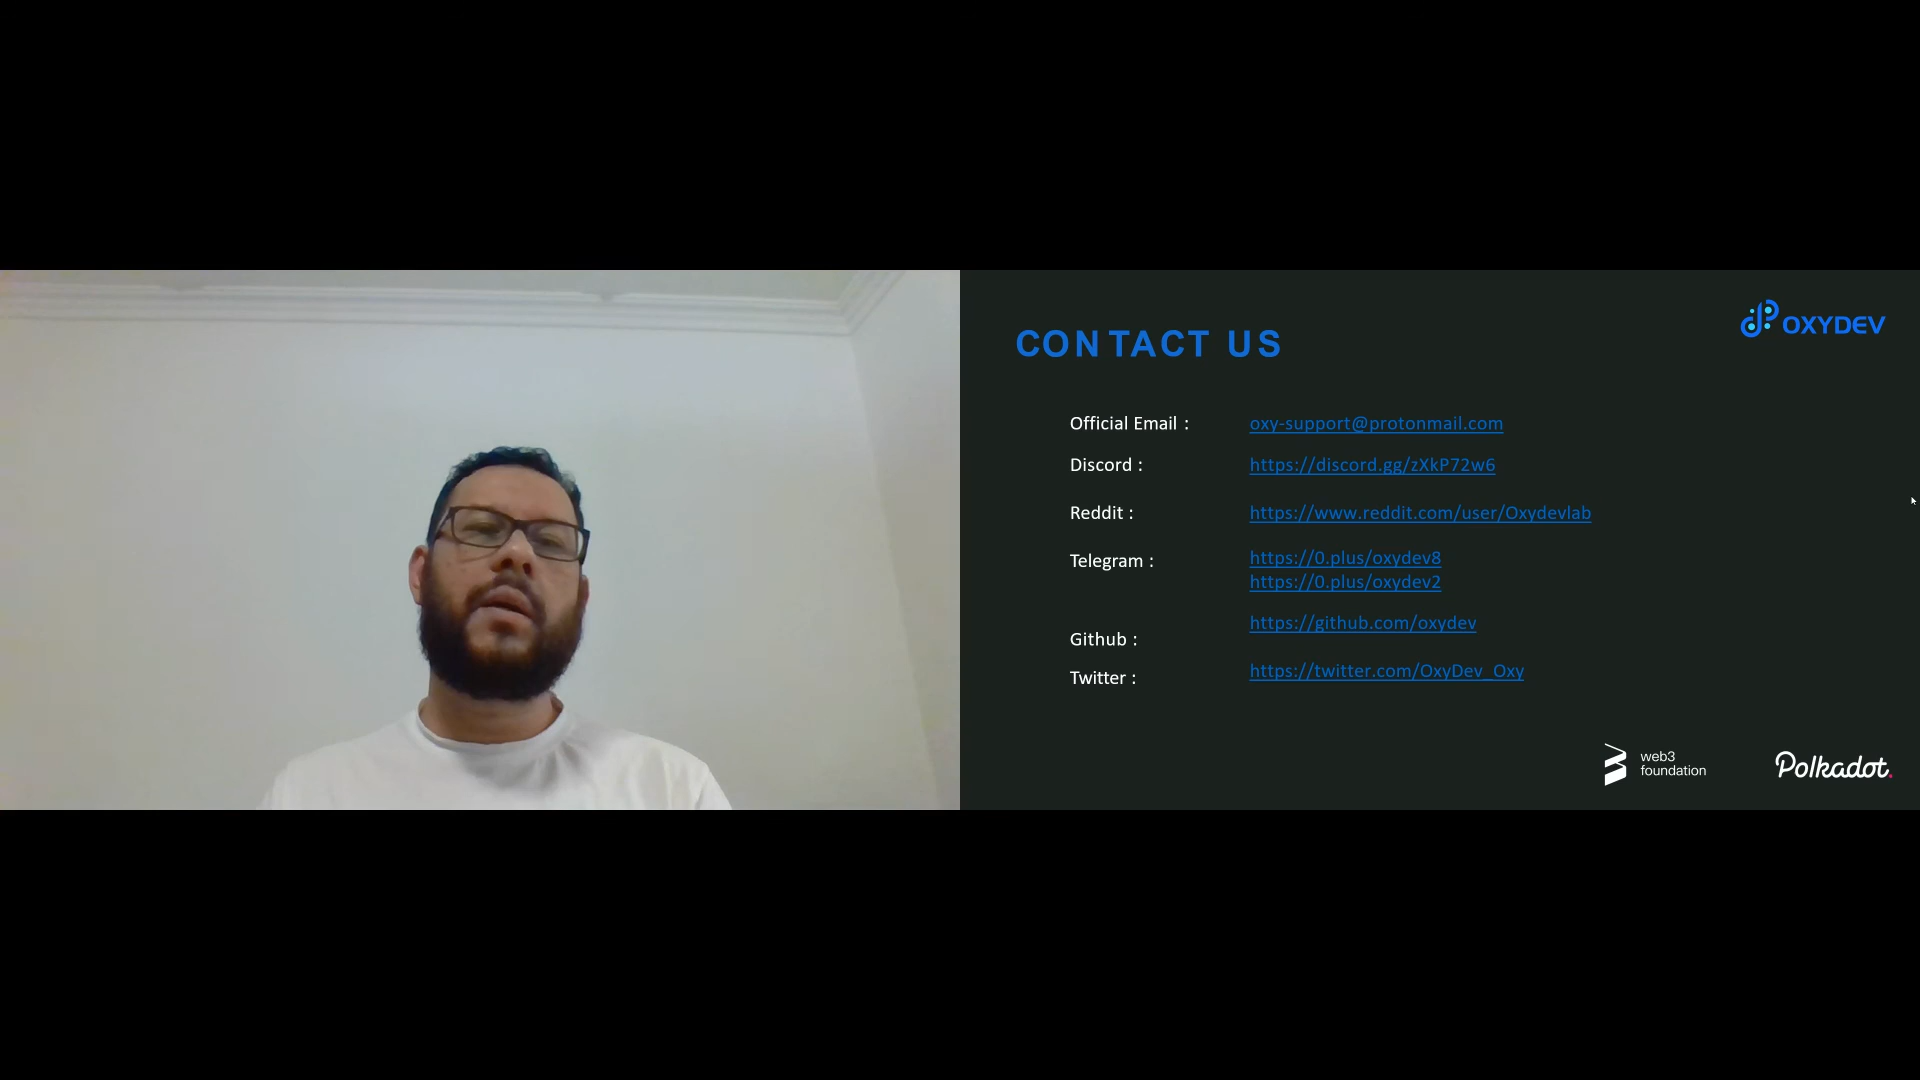 CONTACT US
OXYDEV
Official Email : oxy-support@protonmail.com
Discord : https://discord.gg/zXkP72w6
Reddit : https://www.reddit.com/user/Oxydevlab
Telegram : https://0.plus/oxydev8
https://0.plus/oxydev2
Github : https://github.com/oxydev
Twitter : https://twitter.com/OxyDev_Oxy
web3
foundation
Polkadot.